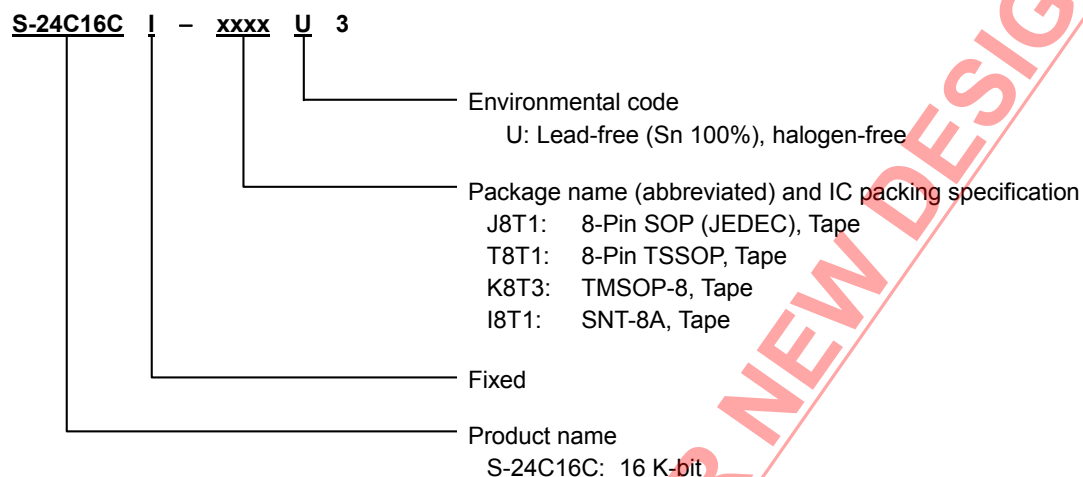 S-24C16C I – xxxx U 3
Environmental code
U: Lead-free (Sn 100%), halogen-free
Package name (abbreviated) and IC packing specification
J8T1: 8-Pin SOP (JEDEC), Tape
T8T1: 8-Pin TSSOP, Tape
K8T3: TMSOP-8, Tape
I8T1: SNT-8A, Tape
Fixed
Product name
S-24C16C: 16 K-bit
NEW